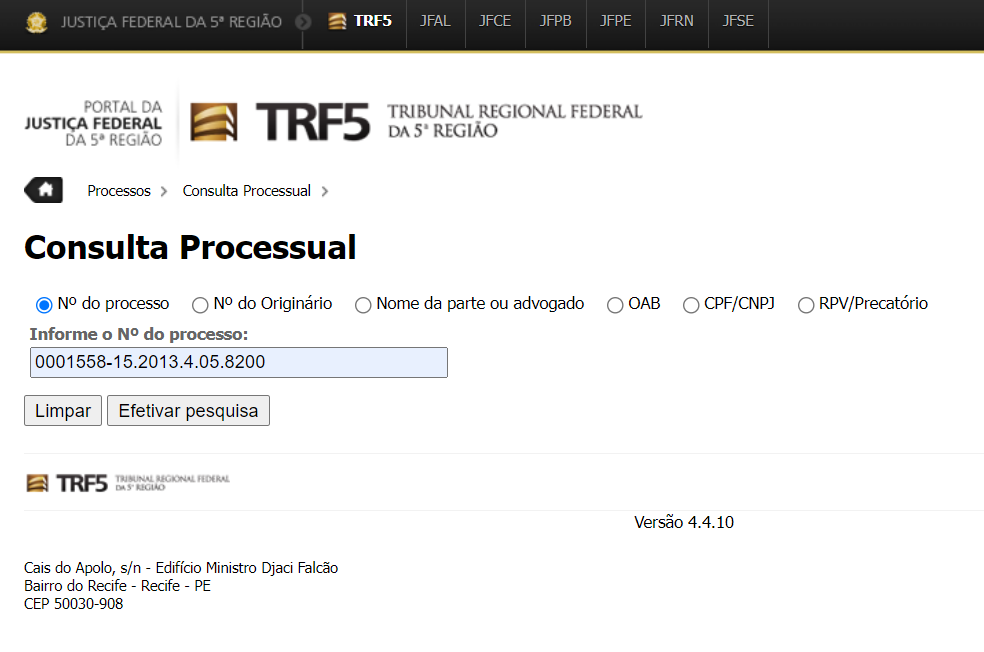 JUSTIÇA FEDERAL DA 5ª REGIÃO TRF5 JFAL JFCE JFPB JFPE JFRN JFSE
PORTAL DA
JUSTIÇA FEDERAL
DA 5ª REGIÃO
TRF5
TRIBUNAL REGIONAL FEDERAL
DA 5ª REGIÃO
Processos Consulta Processual
Consulta Processual
Nº do processo Nº do Originário Nome da parte ou advogado OAB CPF/CNPJ RPV/Precatório
Informe o Nº do processo:
0001558-15.2013.4.05.8200
Limpar Efetivar pesquisa
TRF5
TRIBUNAL REGIONAL FEDERAL
DA 5ª REGIÃO
Versão 4.4.10
Cais do Apolo, s/n - Edifício Ministro Djaci Falcão
Bairro do Recife - Recife - PE
CEP 50030-908